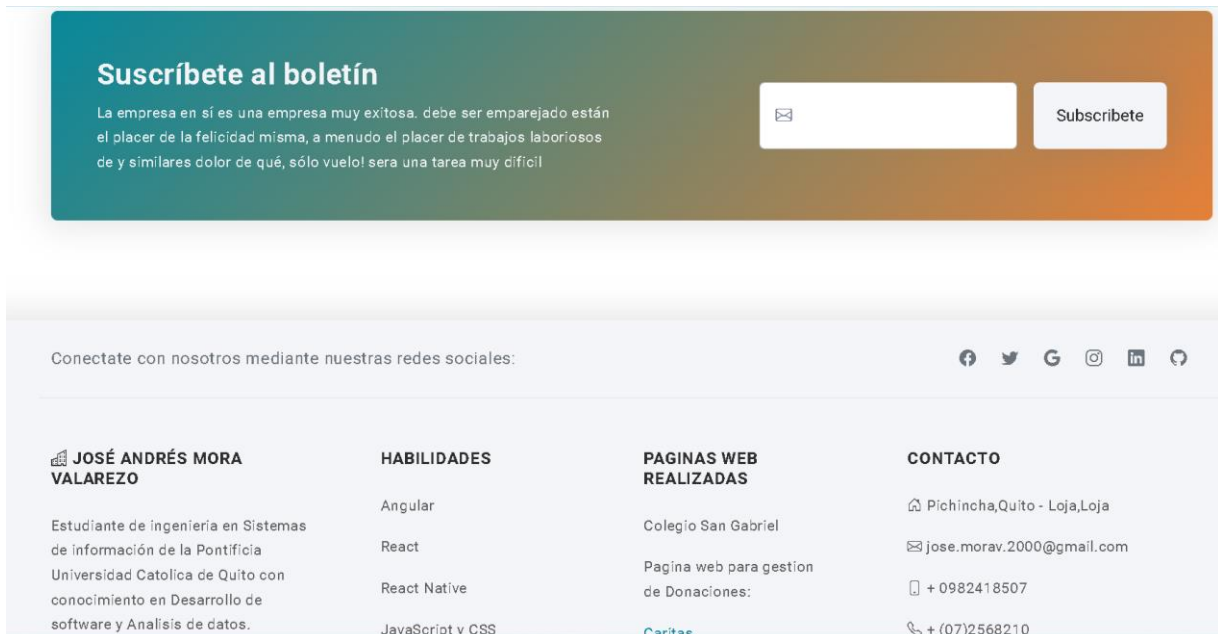 Suscríbete al boletín
La empresa en sí es una empresa muy exitosa. debe ser emparejado están
el placer de la felicidad misma, a menudo el placer de trabajos laboriosos
de y similares dolor de qué, sólo vuelo! sera una tarea muy dificil
Subscribete
Conectate con nosotros mediante nuestras redes sociales:
JOSÉ ANDRÉS MORA
VALAREZO
Estudiante de ingenieria en Sistemas
de información de la Pontificia
Universidad Catolica de Quito con
conocimiento en Desarrollo de
software y Analisis de datos.
HABILIDADES
Angular
React
React Native
JavaScript y CSS
PAGINAS WEB
REALIZADAS
Colegio San Gabriel
Pagina web para gestion
de Donaciones:
Caritas
CONTACTO
Pichincha,Quito - Loja,Loja
jose.morav.2000@gmail.com
+ 0982418507
+ (07)2568210